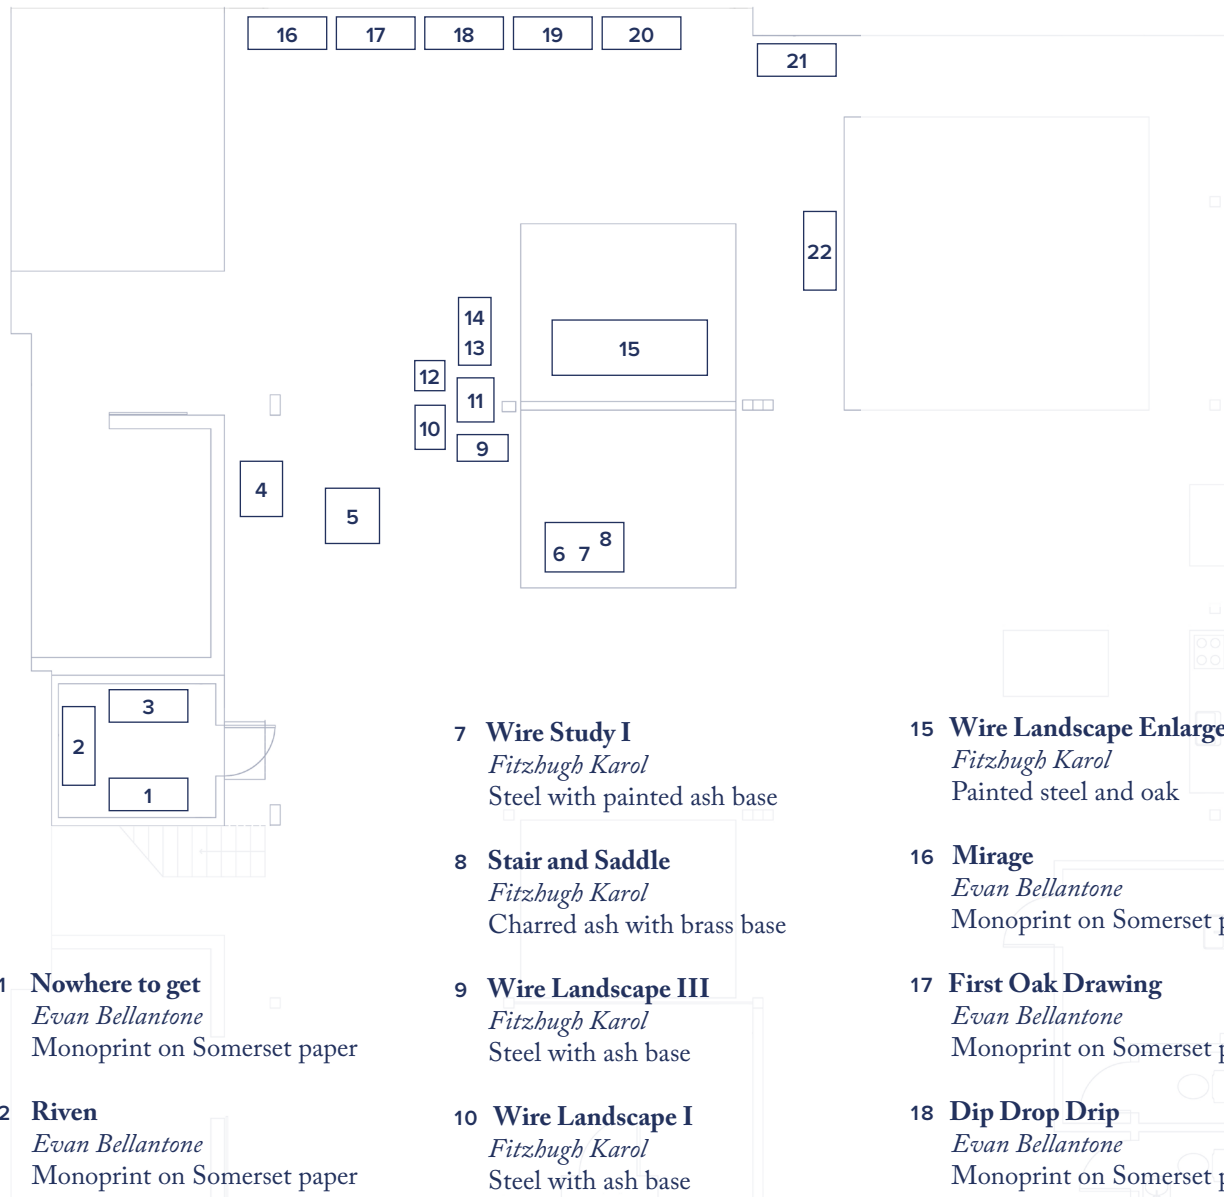 16 17 18 19 20
21
22
14
13
15
12
11
10
9
4
5
8
6 7
3
2
1
1 Nowhere to get
Evan Bellantone
Monoprint on Somerset paper
2 Riven
Evan Bellantone
Monoprint on Somerset paper
7 Wire Study I
Fitzhugh Karol
Steel with painted ash base
8 Stair and Saddle
Fitzhugh Karol
Charred ash with brass base
9 Wire Landscape III
Fitzhugh Karol
Steel with ash base
10 Wire Landscape I
Fitzhugh Karol
Steel with ash base
15 Wire Landscape Enlarge
Fitzhugh Karol
Painted steel and oak
16 Mirage
Evan Bellantone
Monoprint on Somerset p
17 First Oak Drawing
Evan Bellantone
Monoprint on Somerset p
18 Dip Drop Drip
Evan Bellantone
Monoprint on Somerset p